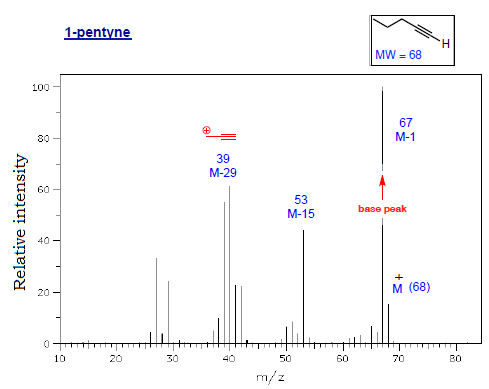 1-pentyne
H
MW = 68
Relative intensity
100
80
60
40
20
0
67
M-1
⊕
39
M-29
53
M-15
base peak
+
M (68)
10 20 30 40 50 60 70 80
m/z